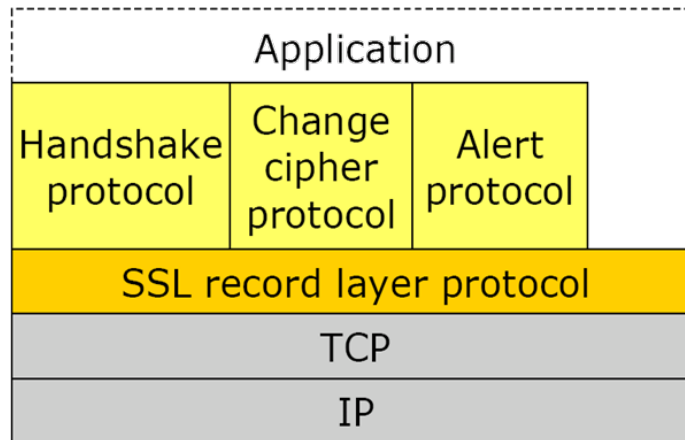 Application
Handshake
protocol
Change
cipher
protocol
Alert
protocol
SSL record layer protocol
TCP
IP